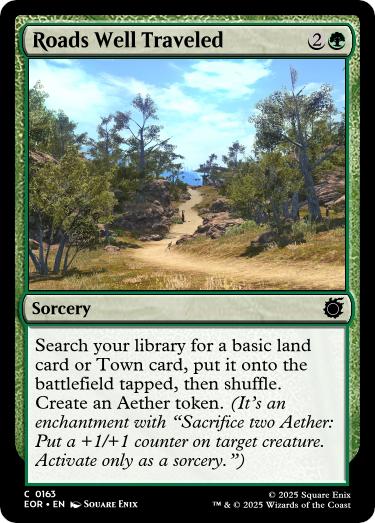 Roads Well Traveled 2
Sorcery
Search your library for a basic land
card or Town card, put it onto the
battlefield tapped, then shuffle.
Create an Aether token. (It's an
enchantment with “Sacrifice two Aether:
Put a +1/+1 counter on target creature.
Activate only as a sorcery.”)
C 0163
EOR • EN SQUARE ENIX
© 2025 Square Enix
™ & © 2025 Wizards of the Coast